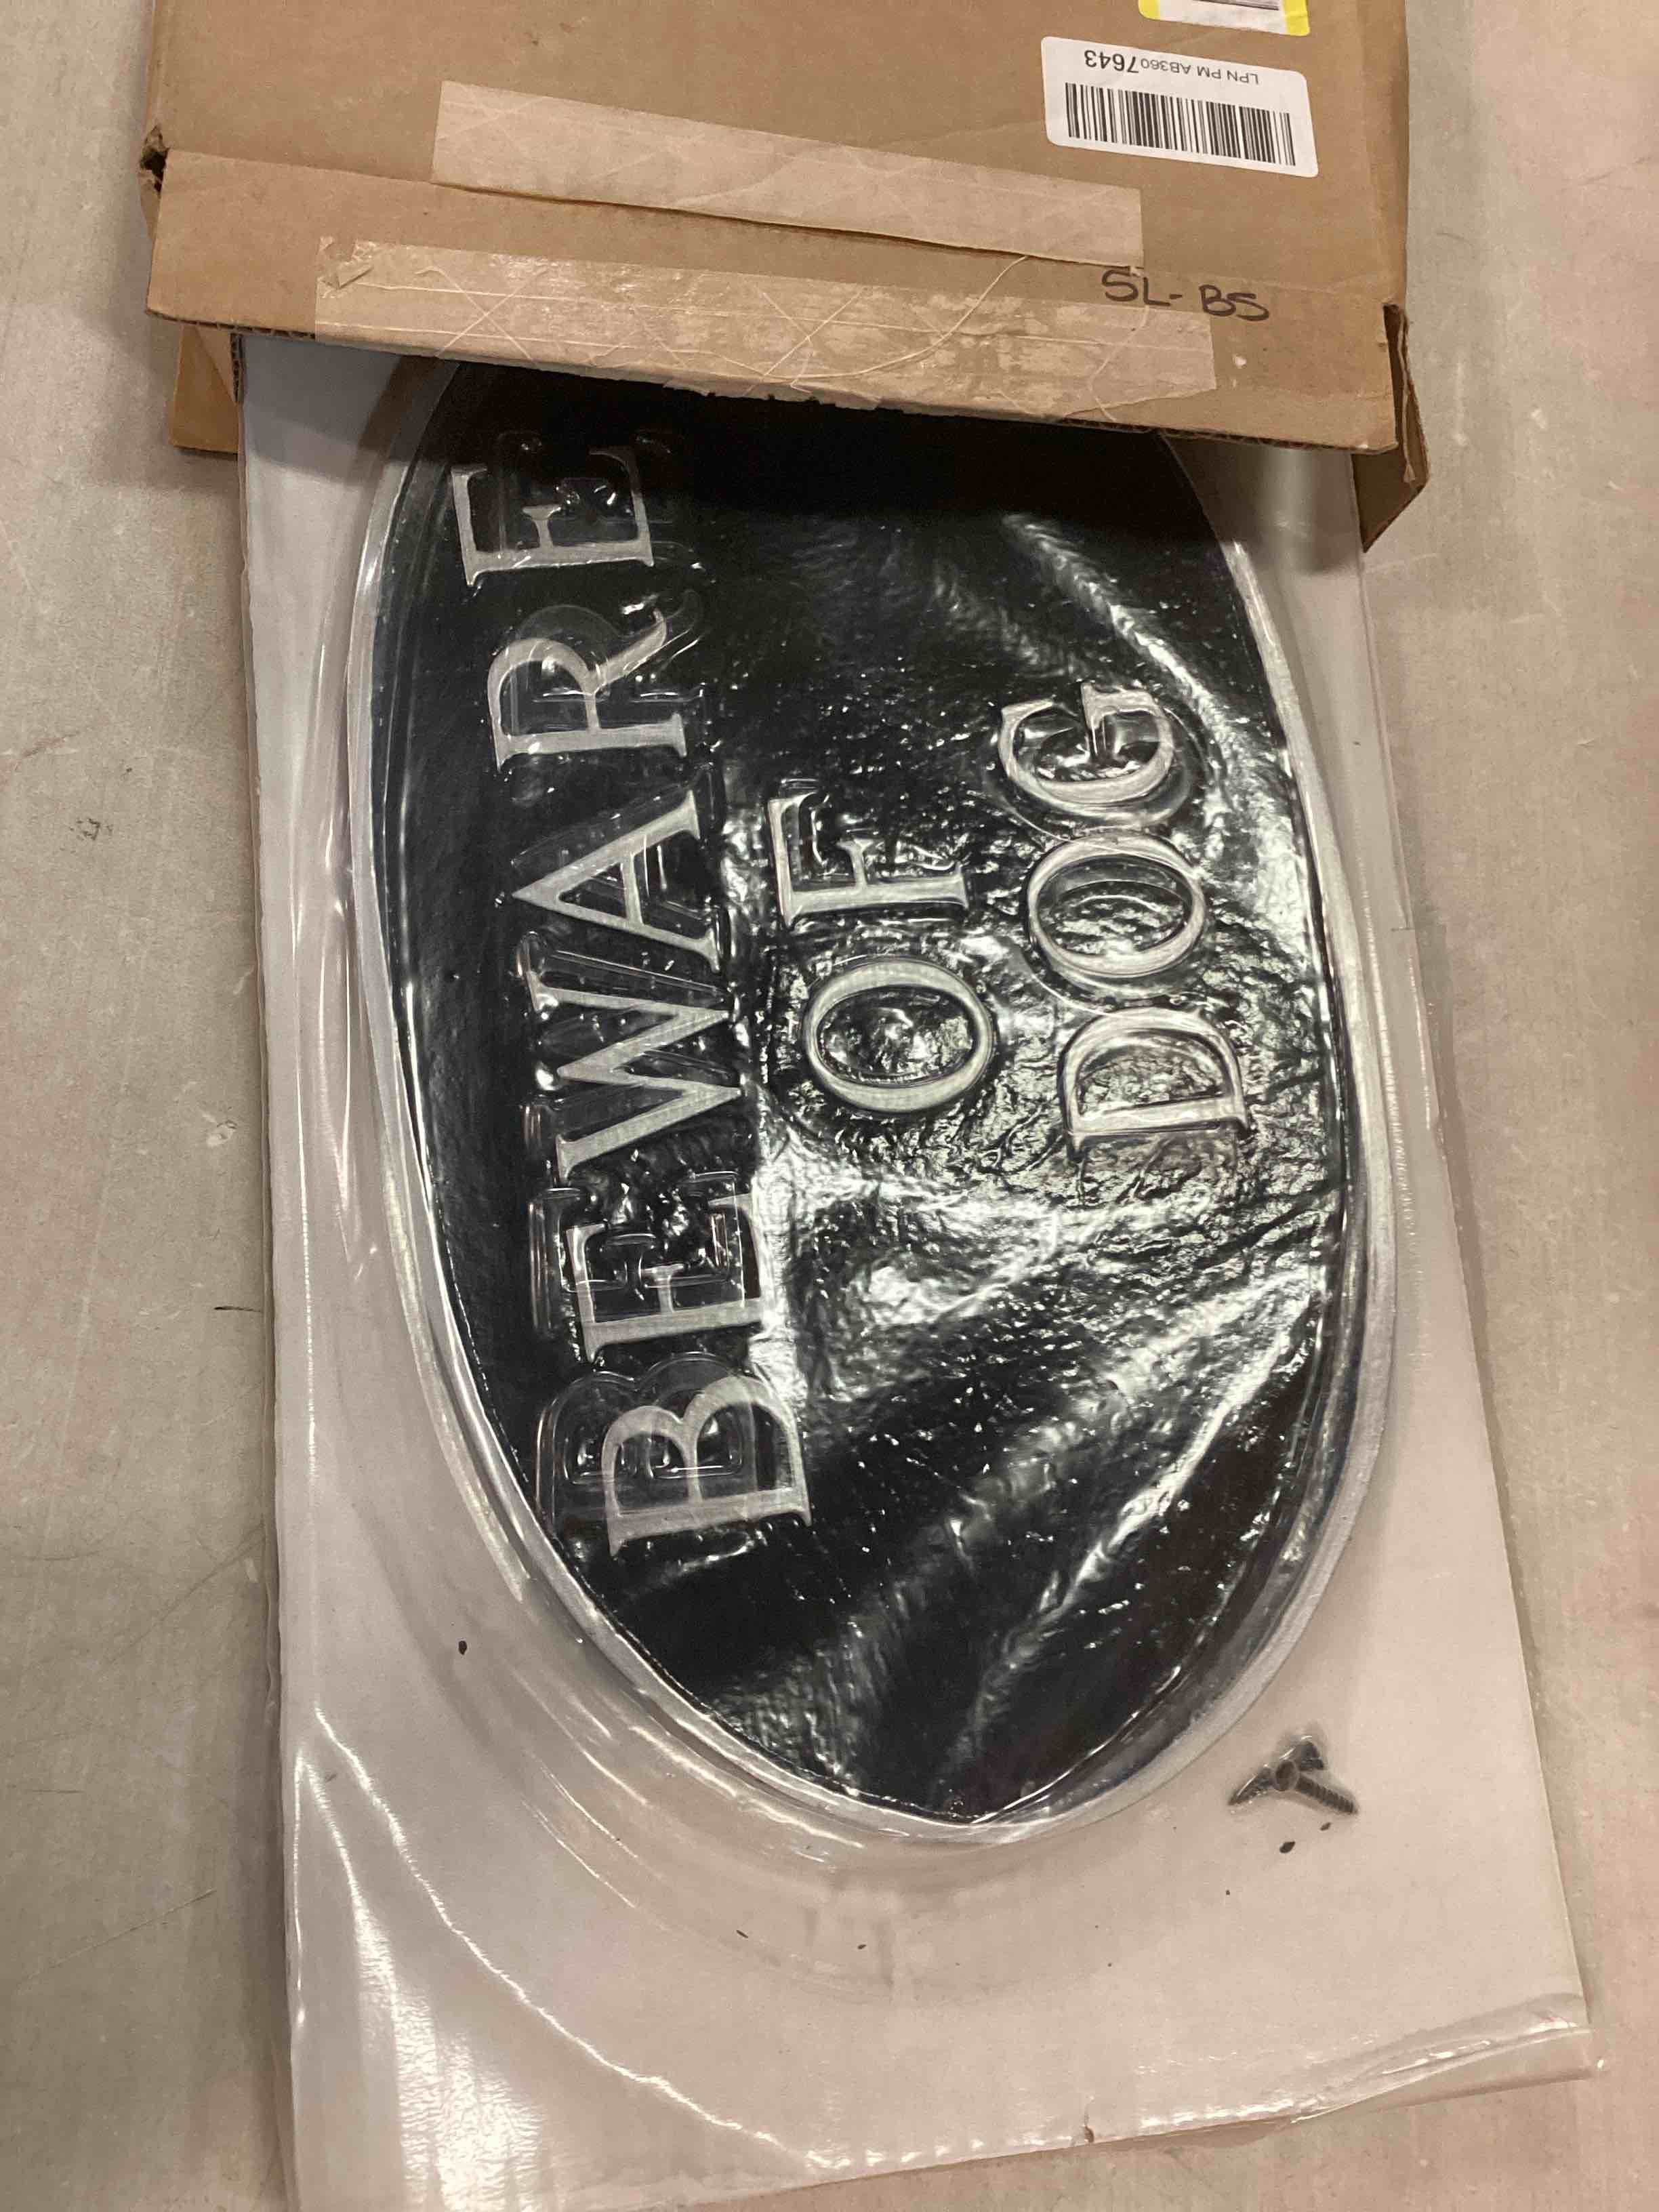 LPN PM AB3607643
SL-BS
BEWARE
OF
DOG